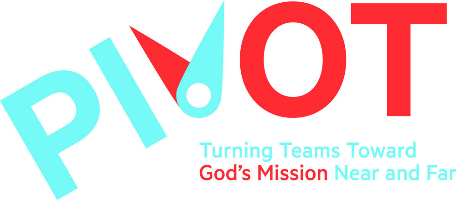 PIVOT
Turning Teams Toward
God's Mission Near and Far